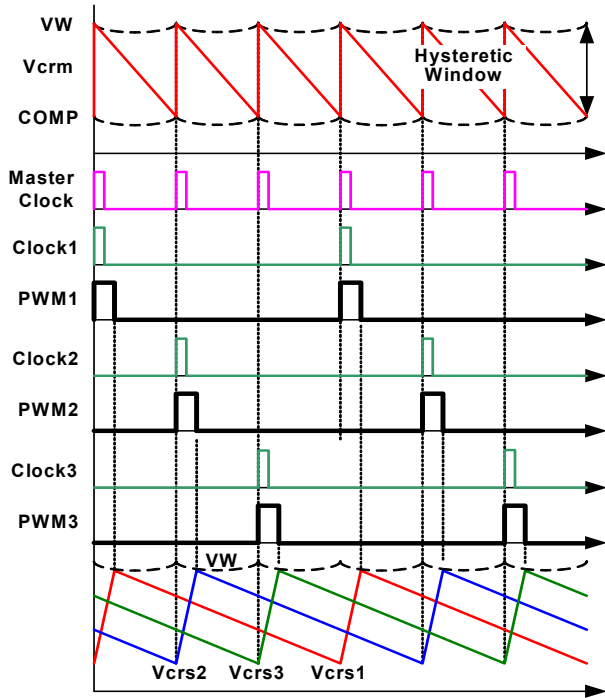 VW
Vcrm
Hysteretic
Window
COMP
Master
Clock
Clock1
PWM1
Clock2
PWM2
Clock3
PWM3
VW
Vcrs2 Vcrs3 Vcrs1